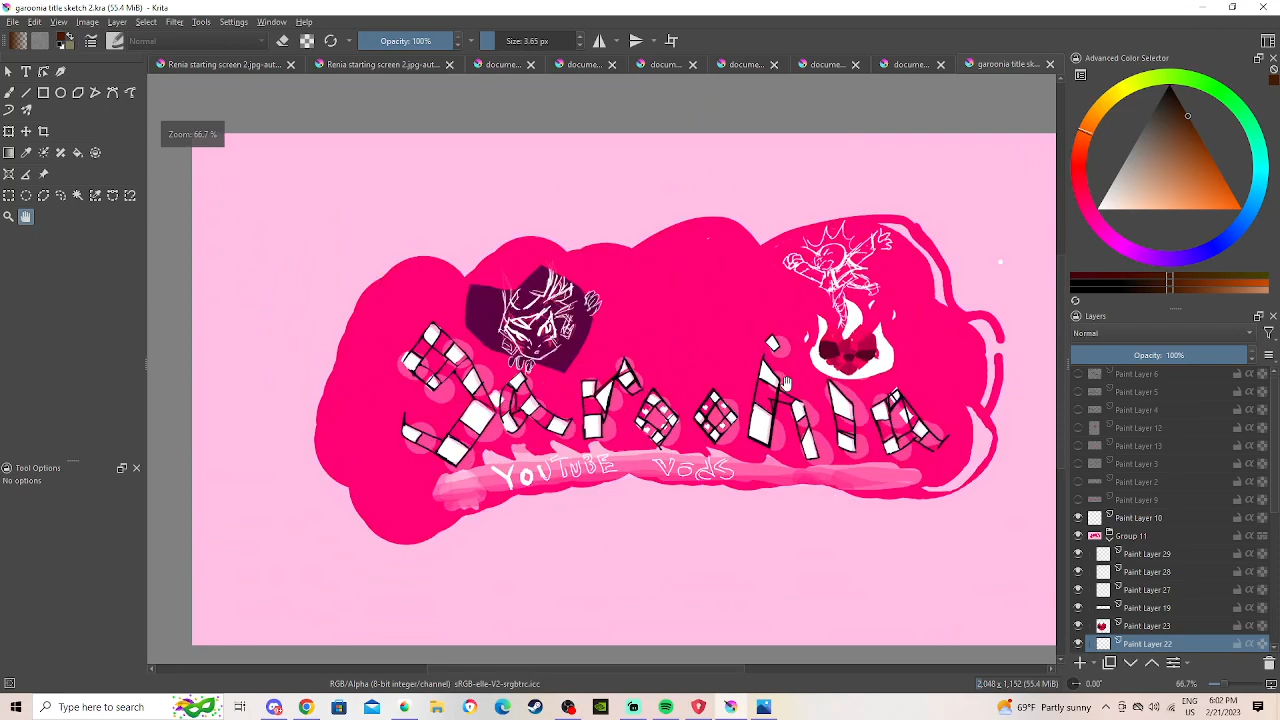 garoonia title sketch 2.kra (55.4 MiB) - Krita
File Edit View Image Layer Select Filter Tools Settings Window Help
Normal Opacity: 100% Size: 3.65 px
Renia starting screen 2.jpg-aut... Renia starting screen 2.jpg-aut... docume... docume... docum... docume... docume... docume... garoonia title sk...
Advanced Color Selector
Zoom: 66.7 %
Garoonia
YOUTUBE Vods
Layers
Normal
Opacity: 100%
Paint Layer 6
Paint Layer 5
Paint Layer 4
Paint Layer 12
Paint Layer 13
Paint Layer 3
Paint Layer 2
Paint Layer 9
Paint Layer 10
Group 11
Paint Layer 29
Paint Layer 28
Paint Layer 27
Paint Layer 19
Paint Layer 23
Paint Layer 22
Tool Options
No options
RGB/Alpha (8-bit integer/channel) sRGB-elle-V2-srgbtrc.icc
2,048 x 1,152 (55.4 MiB) 0.00° 66.7%
Type here to search
69°F Partly sunny
ENG
US
6:02 PM
2/21/2023